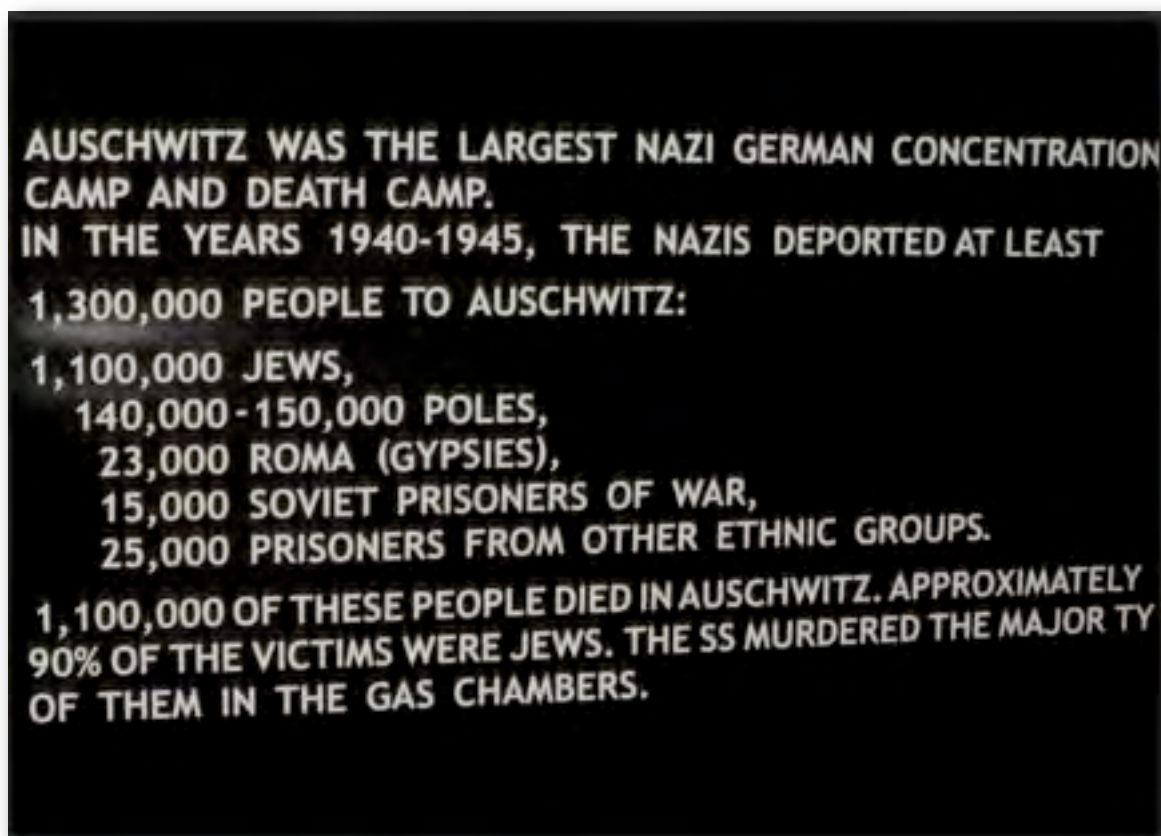 AUSCHWITZ WAS THE LARGEST NAZI GERMAN CONCENTRATION
CAMP AND DEATH CAMP.
IN THE YEARS 1940-1945, THE NAZIS DEPORTED AT LEAST
1,300,000 PEOPLE TO AUSCHWITZ:
1,100,000 JEWS,
140,000-150,000 POLES,
23,000 ROMA (GYPSIES),
15,000 SOVIET PRISONERS OF WAR,
25,000 PRISONERS FROM OTHER ETHNIC GROUPS.
1,100,000 OF THESE PEOPLE DIED IN AUSCHWITZ. APPROXIMATELY
90% OF THE VICTIMS WERE JEWS. THE SS MURDERED THE MAJOR TY
OF THEM IN THE GAS CHAMBERS.